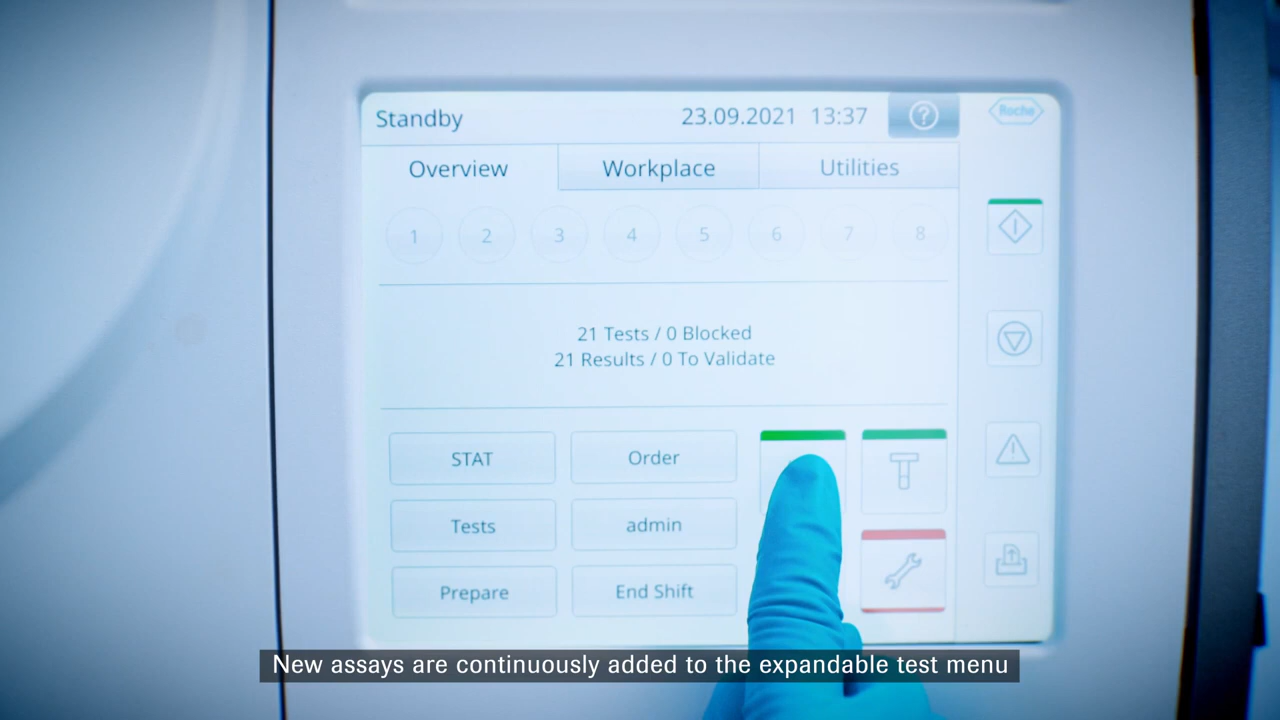 Standby
23.09.2021 13:37
?
Roche
Overview
Workplace
Utilities
1 2 3 4 5 6 7 8
21 Tests / 0 Blocked
21 Results / 0 To Validate
STAT
Order
Tests
admin
Prepare
End Shift
New assays are continuously added to the expandable test menu